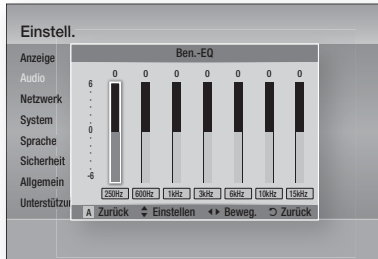 Einstell.
Anzeige
Audio
Netzwerk
System
Sprache
Sicherheit
Allgemein
Unterstützu
Ben.-EQ
0 0 0 0 0 0 0
6
0
-6
250Hz 600Hz 1kHz 3kHz 6kHz 10kHz 15kHz
A Zurück Einstellen Beweg. Zurück